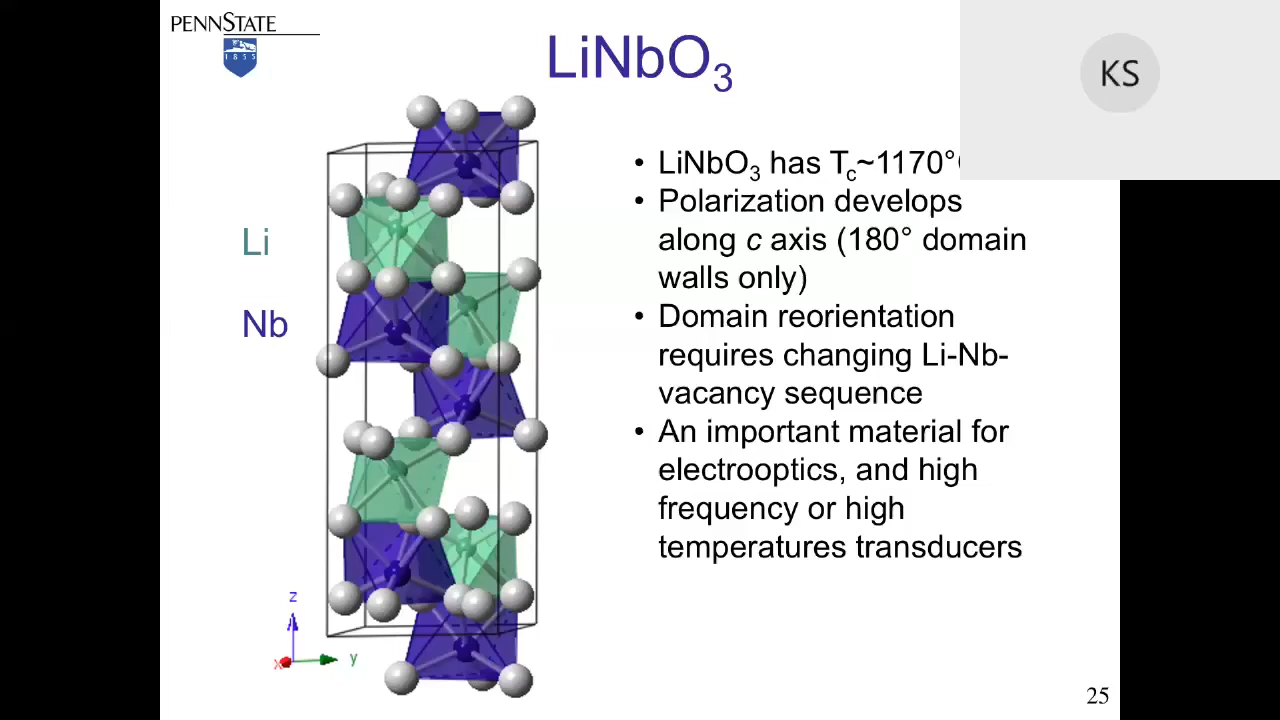 PENNSTATE
1855
LiNbO₃
KS
• LiNbO₃ has Tc~1170°
• Polarization develops
along c axis (180° domain
walls only)
• Domain reorientation
requires changing Li-Nb-
vacancy sequence
• An important material for
electrooptics, and high
frequency or high
temperatures transducers
Li
Nb
z
x
y
25